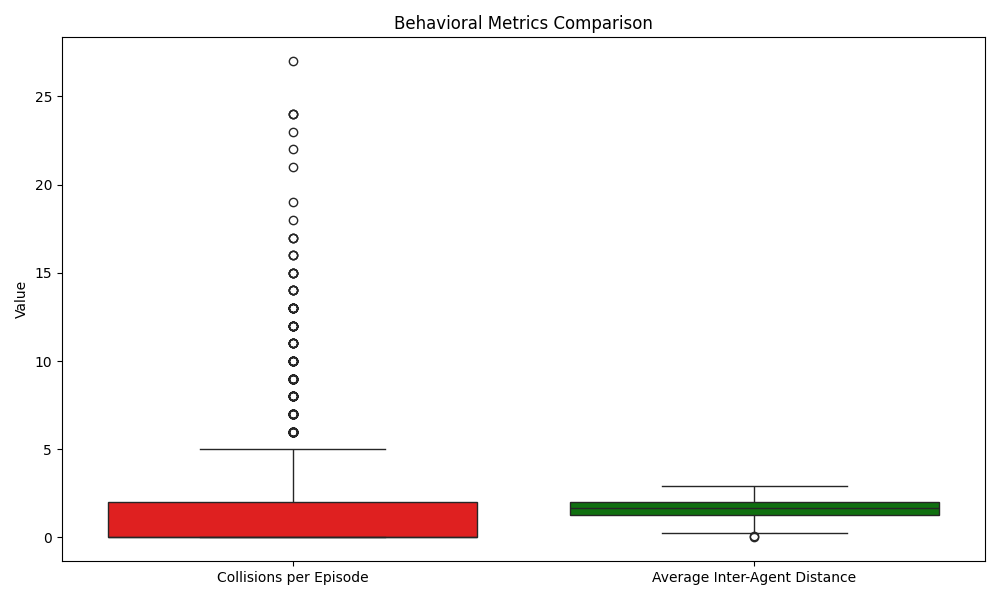 Behavioral Metrics Comparison
25
20
15
10
5
0
Value
Collisions per Episode
Average Inter-Agent Distance